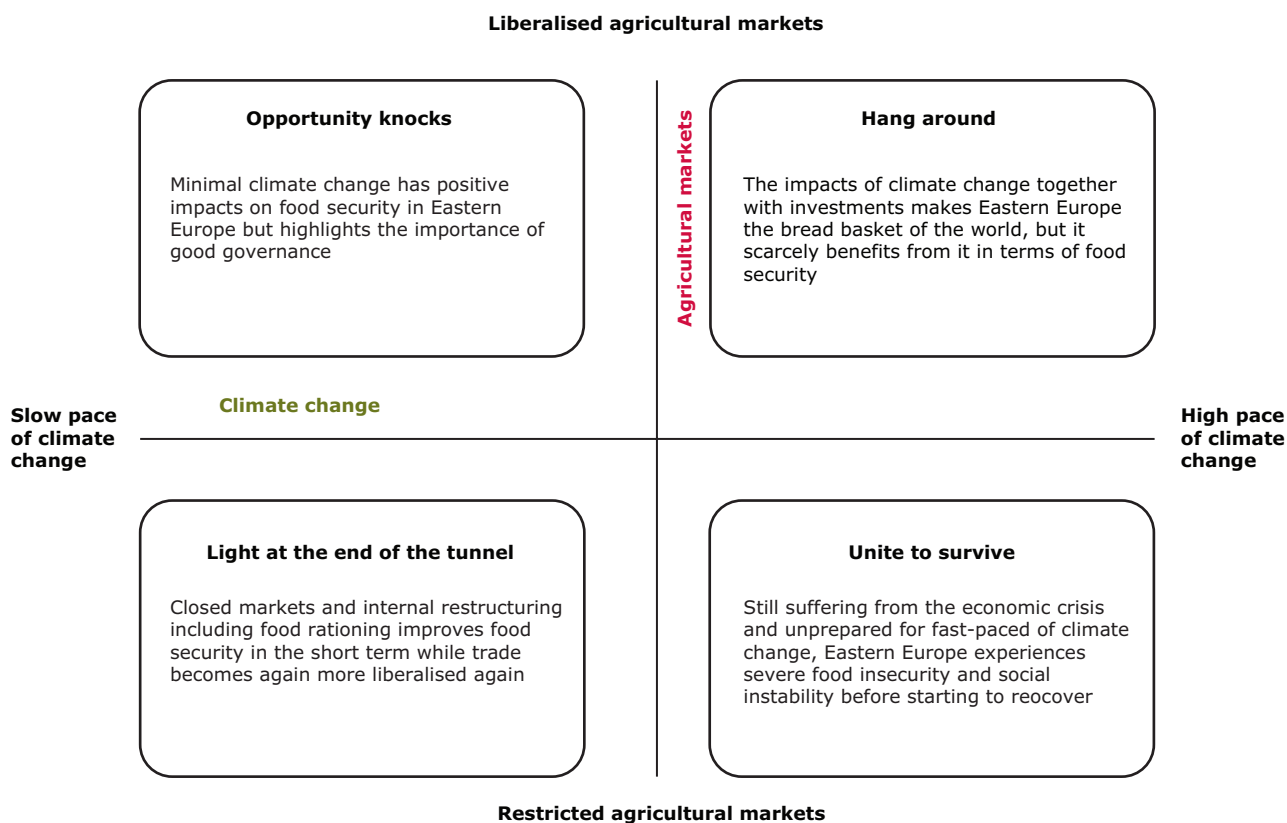 Liberalised agricultural markets
Opportunity knocks
Minimal climate change has positive
impacts on food security in Eastern
Europe but highlights the importance of
good governance
Agricultural markets
Hang around
The impacts of climate change together
with investments makes Eastern Europe
the bread basket of the world, but it
scarcely benefits from it in terms of food
security
Slow pace
of climate
change
Climate change
High pace
of climate
change
Light at the end of the tunnel
Closed markets and internal restructuring
including food rationing improves food
security in the short term while trade
becomes again more liberalised again
Unite to survive
Still suffering from the economic crisis
and unprepared for fast-paced of climate
change, Eastern Europe experiences
severe food insecurity and social
instability before starting to reocover
Restricted agricultural markets